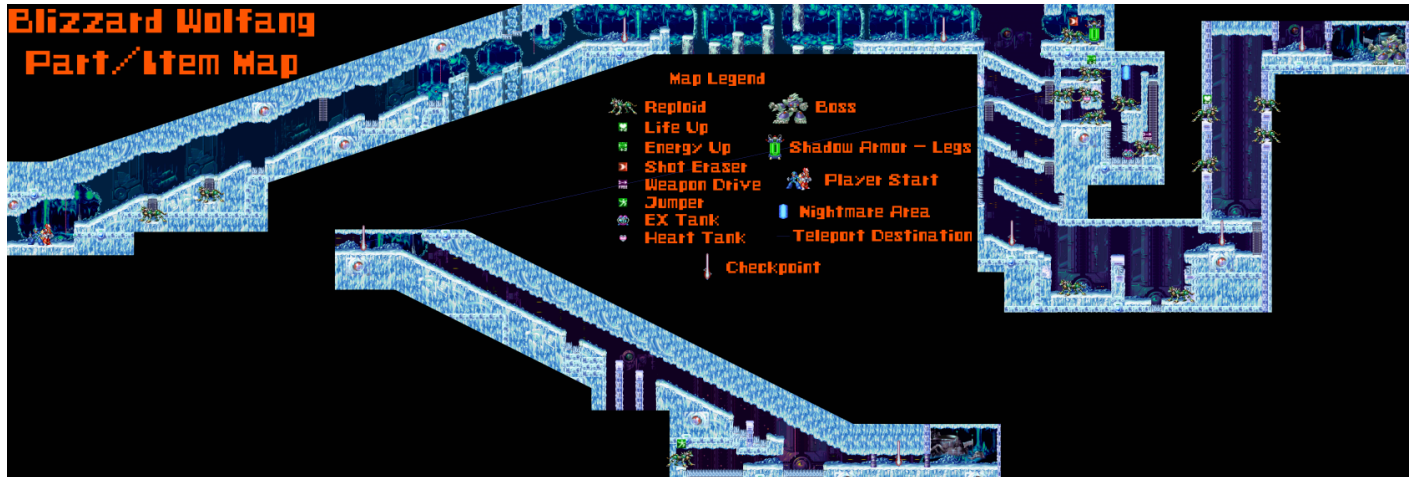 Blizzard Wolfang
Part/Item Map
Map Legend
Reploid
Boss
Life Up
Energy Up
Shadow Armor - Legs
Shot Eraser
Weapon Drive
Player Start
Jumper
Nightmare Area
EX Tank
Heart Tank
Teleport Destination
Checkpoint